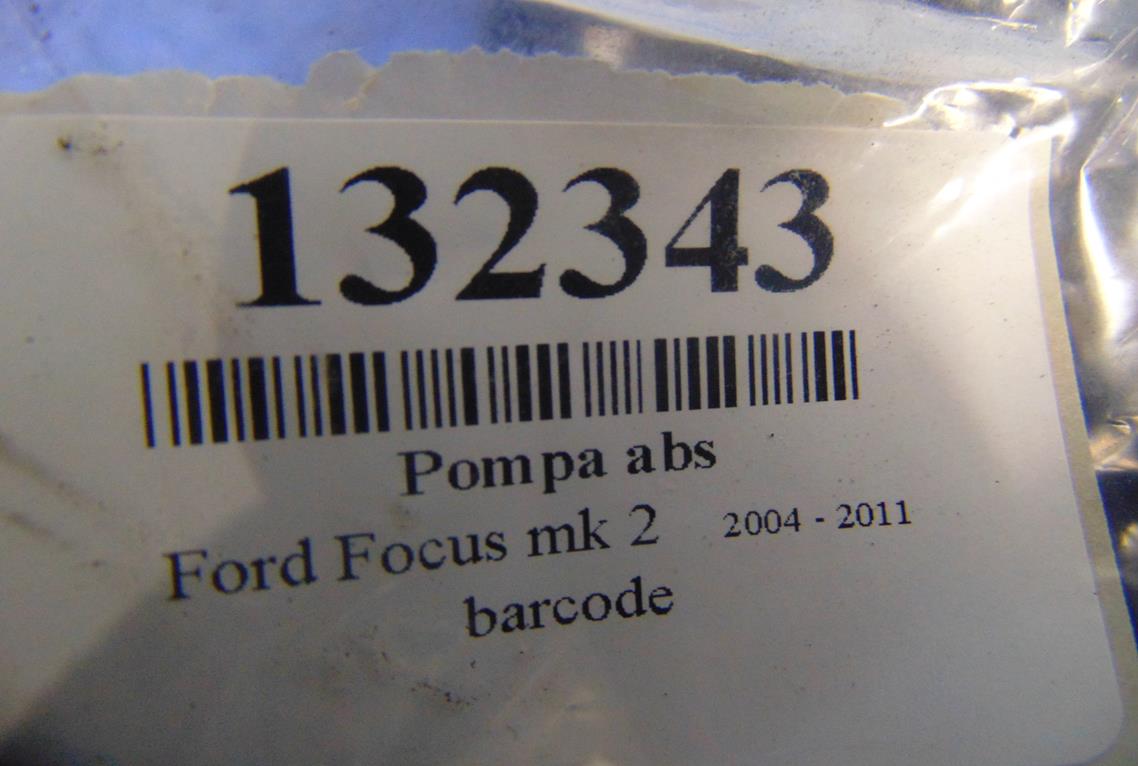 132343
Pompa abs
Ford Focus mk 2 2004 - 2011
barcode